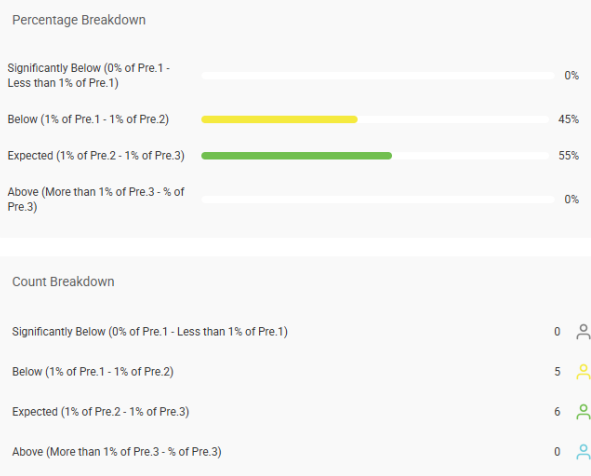 Percentage Breakdown
Significantly Below (0% of Pre.1 -
Less than 1% of Pre.1)
0%
Below (1% of Pre.1 - 1% of Pre.2)
45%
Expected (1% of Pre.2 - 1% of Pre.3)
55%
Above (More than 1% of Pre.3 - % of
Pre.3)
0%
Count Breakdown
Significantly Below (0% of Pre.1 - Less than 1% of Pre.1)
0
Below (1% of Pre.1 - 1% of Pre.2)
5
Expected (1% of Pre.2 - 1% of Pre.3)
6
Above (More than 1% of Pre.3 - % of Pre.3)
0